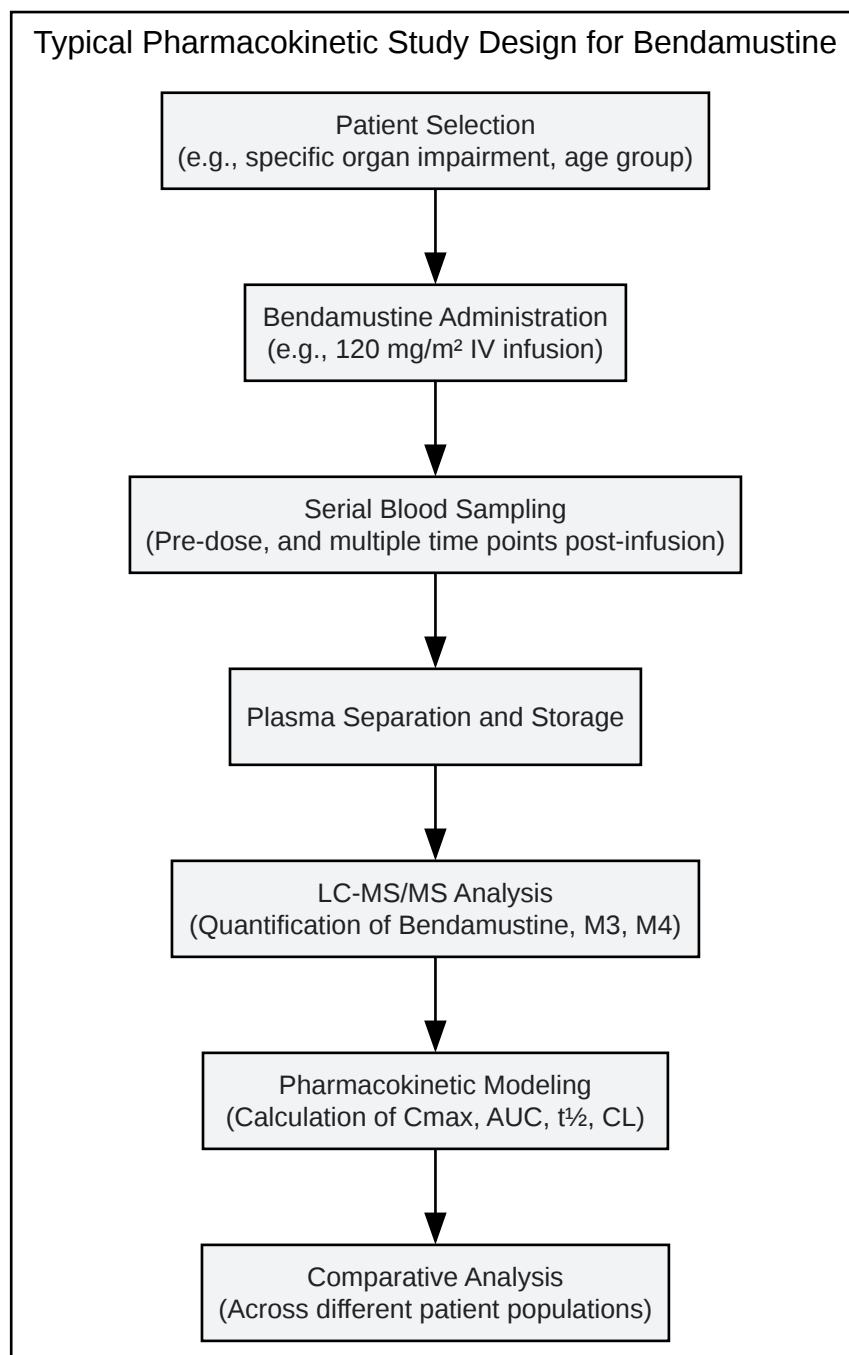 Typical Pharmacokinetic Study Design for Bendamustine
Patient Selection
(e.g., specific organ impairment, age group)
Bendamustine Administration
(e.g., 120 mg/m² IV infusion)
Serial Blood Sampling
(Pre-dose, and multiple time points post-infusion)
Plasma Separation and Storage
LC-MS/MS Analysis
(Quantification of Bendamustine, M3, M4)
Pharmacokinetic Modeling
(Calculation of Cmax, AUC, t½, CL)
Comparative Analysis
(Across different patient populations)